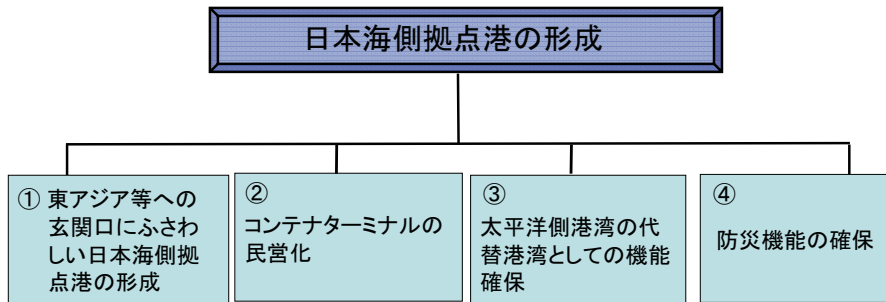 日本海側拠点港の形成
① 東アジア等への
玄関口にふさわ
しい日本海側拠
点港の形成
②
コンテナターミナルの
民営化
③
太平洋側港湾の代
替港湾としての機能
確保
④
防災機能の確保